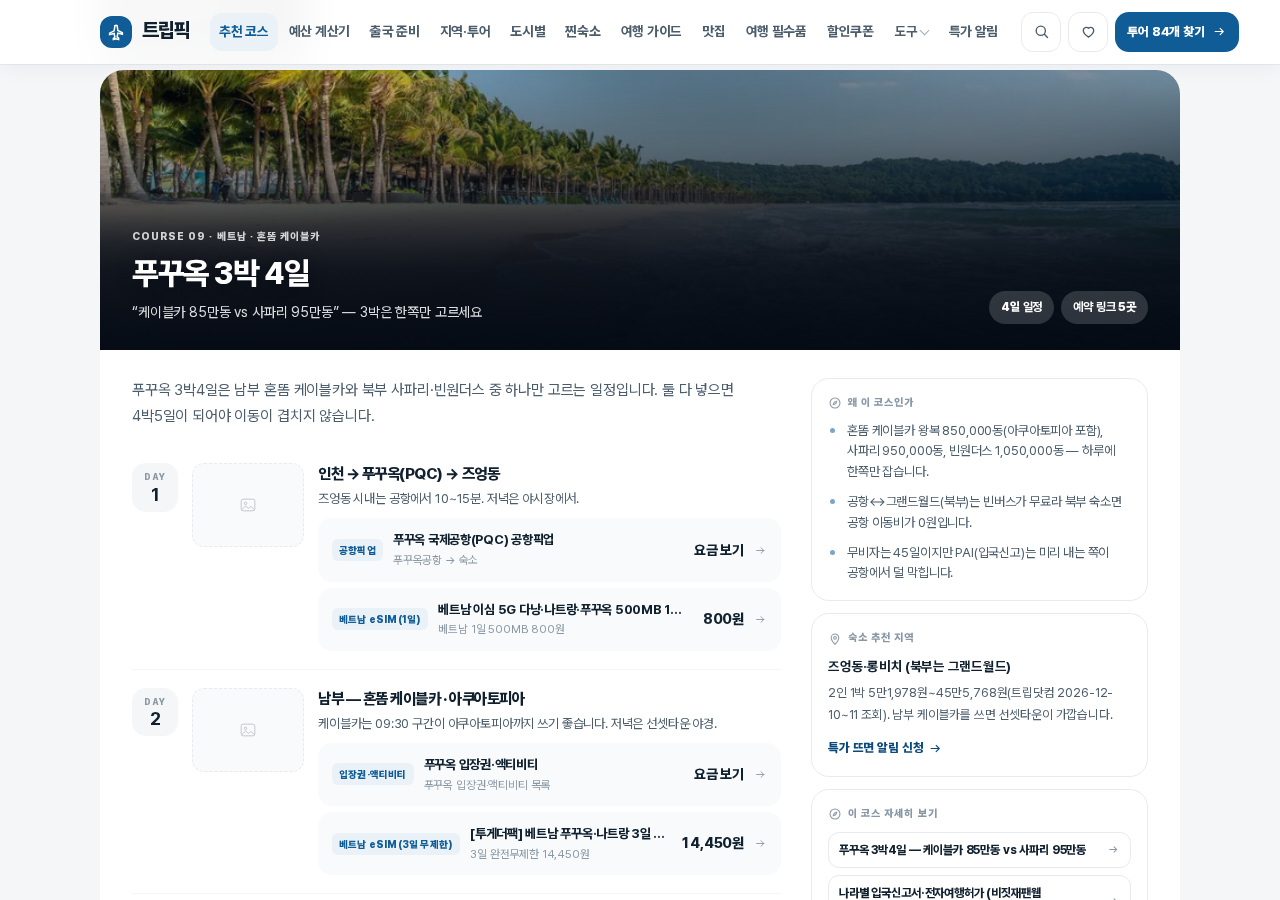 트립픽
추천 코스 예산 계산기 출국 준비 지역·투어 도시별 찐숙소 여행 가이드 맛집 여행 필수품 할인쿠폰 도구 특가 알림 투어 84개 찾기 →
COURSE 09 · 베트남 · 혼똠 케이블카
푸꾸옥 3박 4일
“케이블카 85만동 vs 사파리 95만동” — 3박은 한쪽만 고르세요
4일 일정 예약 링크 5곳
푸꾸옥 3박4일은 남부 혼똠 케이블카와 북부 사파리·빈원더스 중 하나만 고르는 일정입니다. 둘 다 넣으면
4박5일이 되어야 이동이 겹치지 않습니다.
DAY
1
인천 → 푸꾸옥(PQC) → 즈엉동
즈엉동 시내는 공항에서 10~15분. 저녁은 야시장에서.
공항픽업
푸꾸옥 국제공항(PQC) 공항픽업
푸꾸옥공항 → 숙소
요금 보기 →
베트남 eSIM (1일)
베트남 이심 5G 다낭·나트랑·푸꾸옥 500MB 1...
베트남 1일 500MB 800원
800원 →
DAY
2
남부 — 혼똠 케이블카·아쿠아토피아
케이블카는 09:30 구간이 아쿠아토피아까지 쓰기 좋습니다. 저녁은 선셋타운 야경.
입장권·액티비티
푸꾸옥 입장권·액티비티
푸꾸옥 입장권·액티비티 목록
요금 보기 →
베트남 eSIM (3일 무제한)
[투게더팩] 베트남 푸꾸옥·나트랑 3일 ...
3일 완전무제한 14,450원
14,450원 →
왜 이 코스인가
혼똠 케이블카 왕복 850,000동(아쿠아토피아 포함),
사파리 950,000동, 빈원더스 1,050,000동 — 하루에
한쪽만 잡습니다.
공항↔그랜드월드(북부)는 빈버스가 무료라 북부 숙소면
공항 이동비가 0원입니다.
무비자는 45일이지만 PAI(입국신고)는 미리 내는 쪽이
공항에서 덜 막힙니다.
숙소 추천 지역
즈엉동·롱비치 (북부는 그랜드월드)
2인 1박 5만1,978원~45만5,768원(트립닷컴 2026-12-
10~11 조회). 남부 케이블카를 쓰면 선셋타운이 가깝습니다.
특가 뜨면 알림 신청 →
이 코스 자세히 보기
푸꾸옥 3박4일 — 케이블카 85만동 vs 사파리 95만동 →
나라별 입국신고서·전자여행허가 (비짓재팬웹